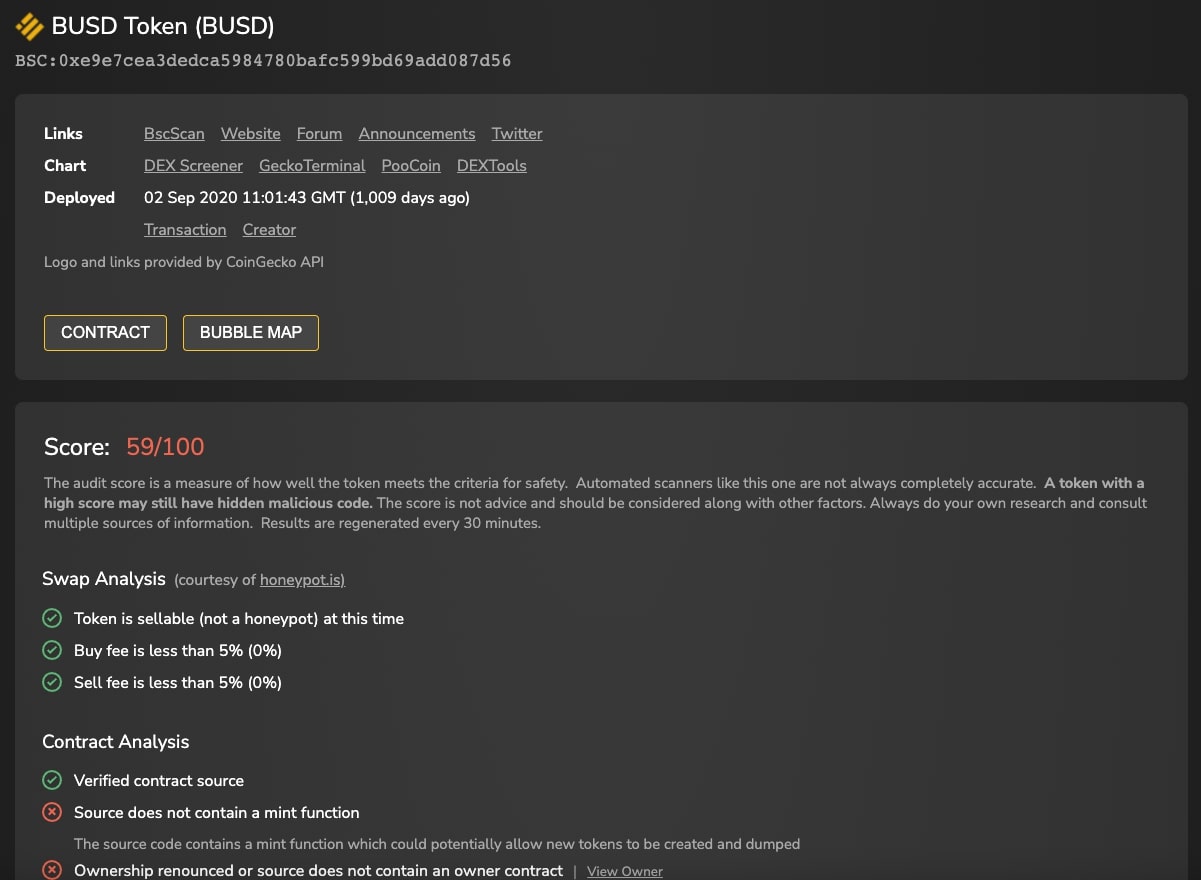 BUSD Token (BUSD)
BSC:0xe9e7cea3dedca5984780bafc599bd69add087d56
Links BscScan Website Forum Announcements Twitter
Chart DEX Screener GeckoTerminal PooCoin DEXTools
Deployed 02 Sep 2020 11:01:43 GMT (1,009 days ago)
Transaction Creator
Logo and links provided by CoinGecko API
CONTRACT BUBBLE MAP
Score: 59/100
The audit score is a measure of how well the token meets the criteria for safety. Automated scanners like this one are not always completely accurate. A token with a
high score may still have hidden malicious code. The score is not advice and should be considered along with other factors. Always do your own research and consult
multiple sources of information. Results are regenerated every 30 minutes.
Swap Analysis (courtesy of honeypot.is)
Token is sellable (not a honeypot) at this time
Buy fee is less than 5% (0%)
Sell fee is less than 5% (0%)
Contract Analysis
Verified contract source
Source does not contain a mint function
The source code contains a mint function which could potentially allow new tokens to be created and dumped
Ownership renounced or source does not contain an owner contract | View Owner